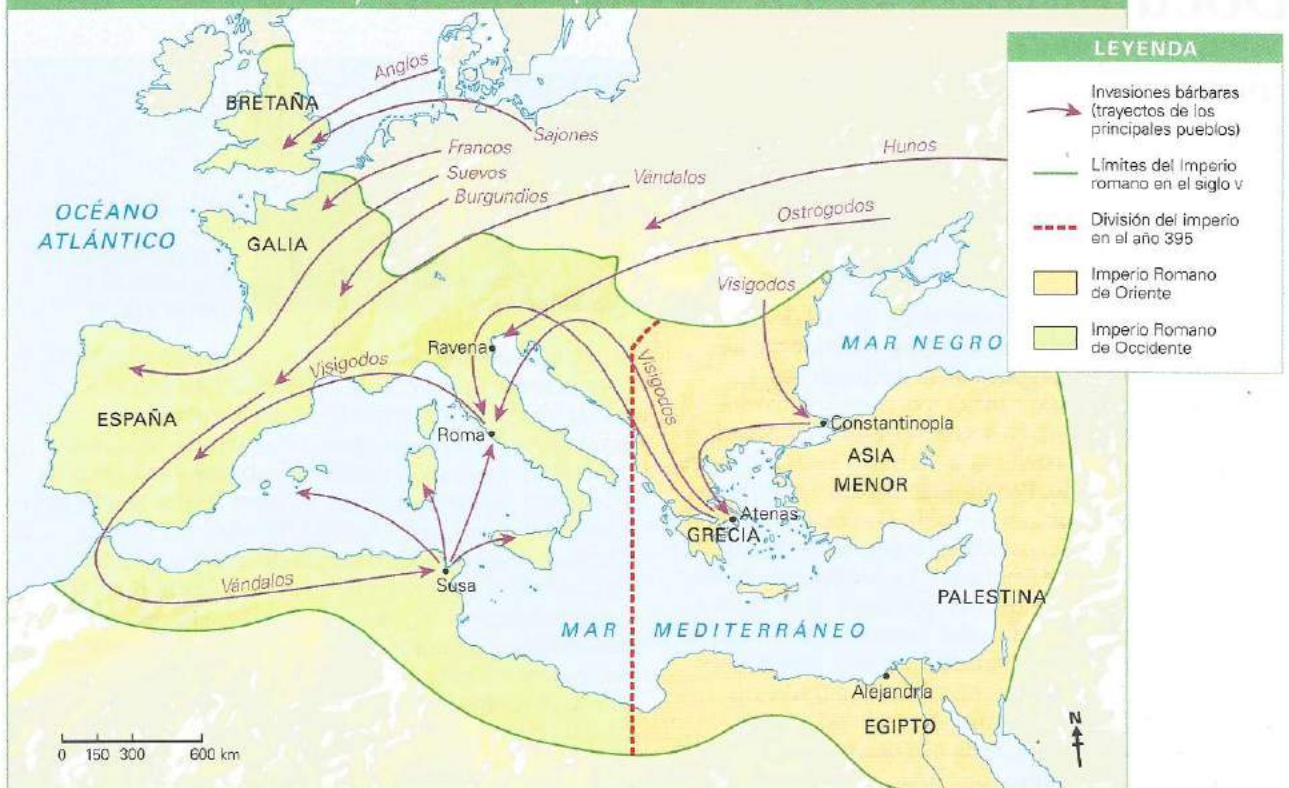 LEYENDA
Invasiones bárbaras
(trayectos de los
principales pueblos)
Límites del Imperio
romano en el siglo V
División del imperio
en el año 395
Imperio Romano
de Oriente
Imperio Romano
de Occidente
Anglos
BRETAÑA
Sajones
Francos
Hunos
Suevos
Vándalos
Burgundios
OCÉANO
ATLÁNTICO
Ostrogodos
GALIA
Visigodos
MAR NEGRO
Ravena
Visigodos
Visigodos
ESPAÑA
Roma
Constantinopla
ASIA
MENOR
Atenas
GRECIA
Vándalos
Susa
PALESTINA
MAR MEDITERRÁNEO
Alejandría
EGIPTO
N
0 150 300 600 km